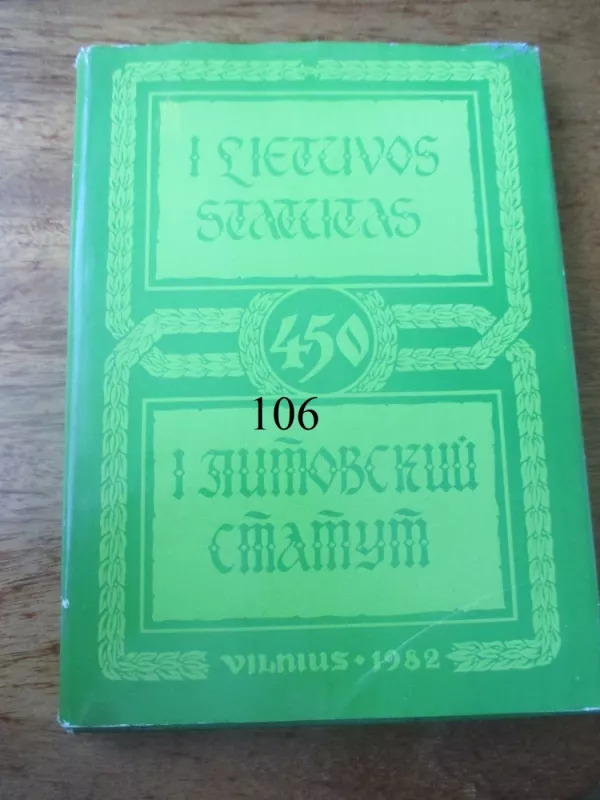 I LIETUVOS
STATUTAS
450
106
I ЛИТОВСКИЙ
СТАТУТ
VILNIUS • 1982